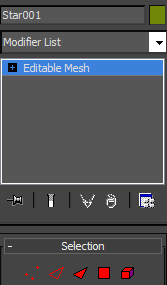 Star001
Modifier List
Editable Mesh
Selection